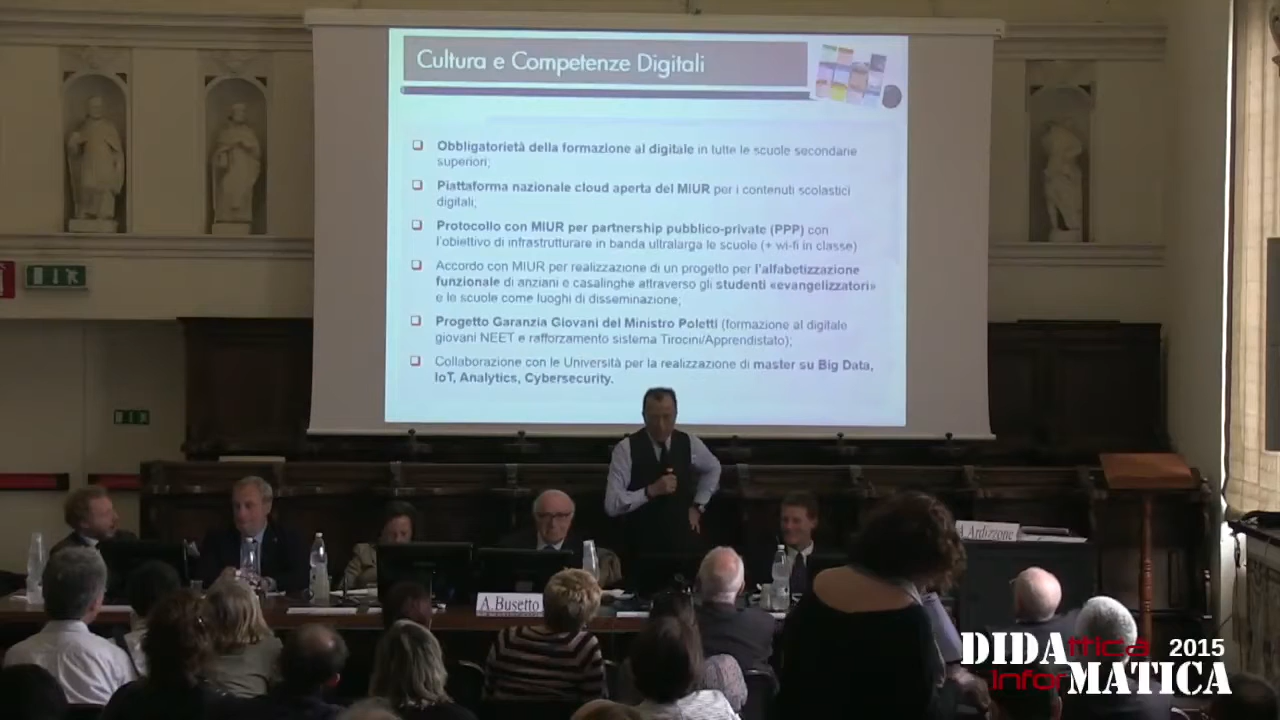 Cultura e Competenze Digitali
Obbligatorietà della formazione al digitale in tutte le scuole secondarie
superiori;
Piattaforma nazionale cloud aperta del MIUR per i contenuti scolastici
digitali;
Protocollo con MIUR per partnership pubblico-private (PPP) con
l'obiettivo di infrastrutturare in banda ultralarga le scuole (+ wi-fi in classe)
Accordo con MIUR per realizzazione di un progetto per l'alfabetizzazione
funzionale di anziani e casalinghe attraverso gli studenti «evangelizzatori»
e le scuole come luoghi di disseminazione;
Progetto Garanzia Giovani del Ministro Poletti (formazione al digitale
giovani NEET e rafforzamento sistema Tirocini/Apprendistato);
Collaborazione con le Università per la realizzazione di master su Big Data,
IoT, Analytics, Cybersecurity.
A. Ardizzone
A. Busetto
DIDAttica 2015
inforMATICA